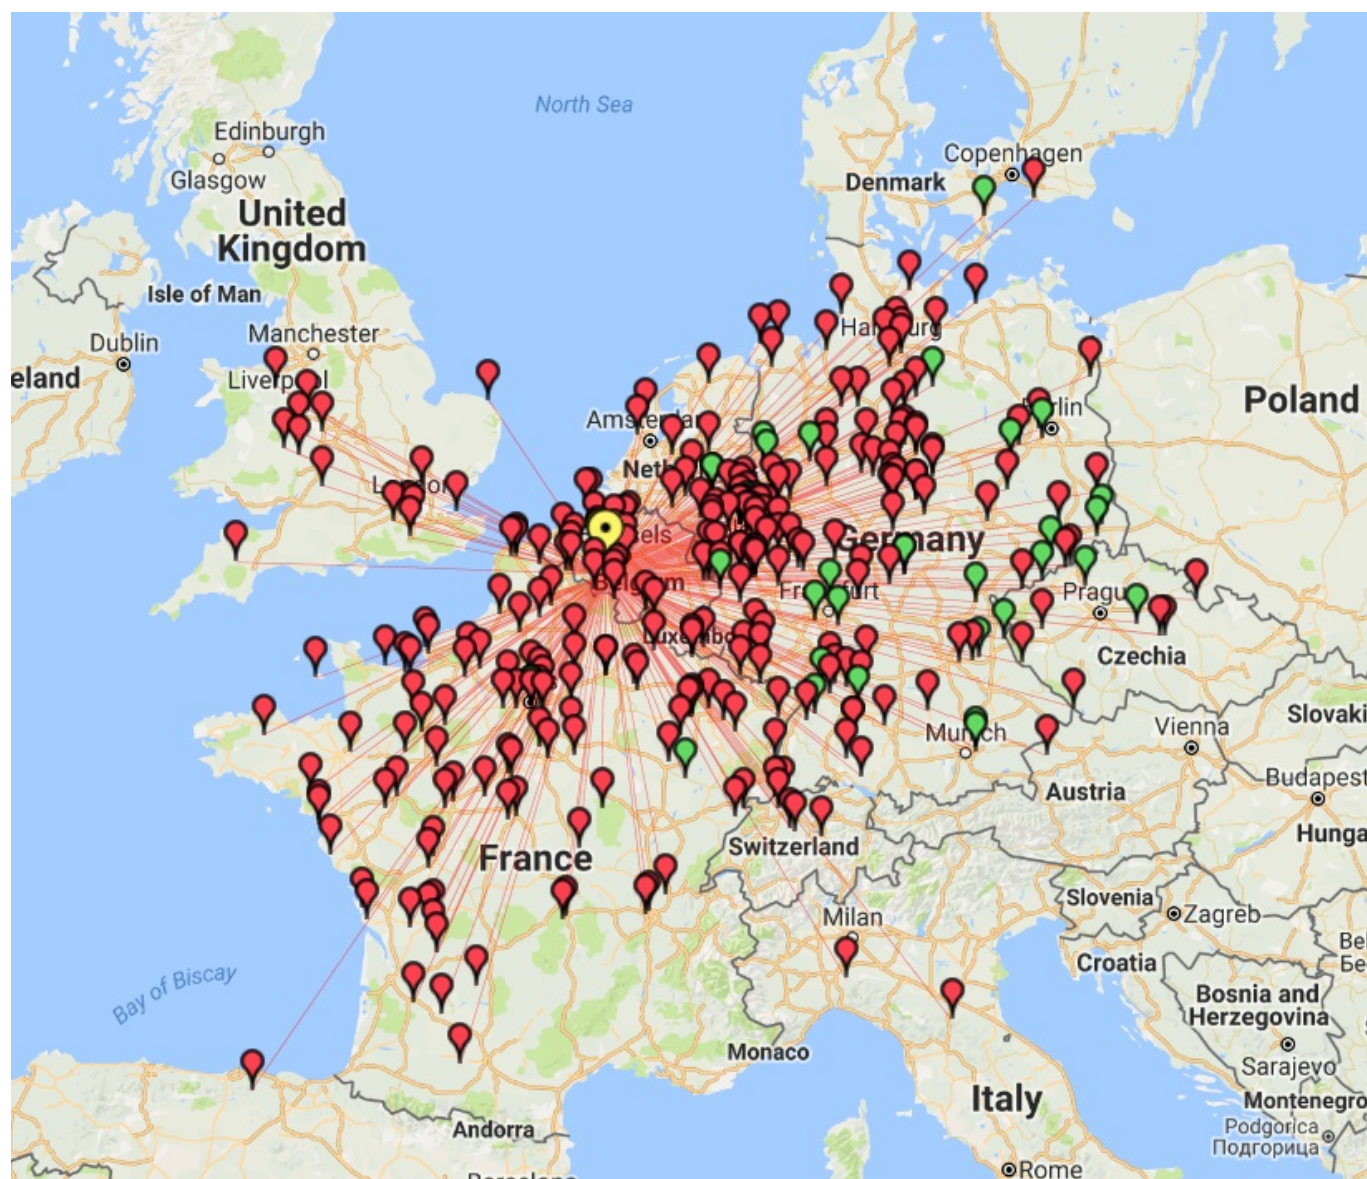 North Sea
Edinburgh
Glasgow
Copenhagen
Denmark
United
Kingdom
Isle of Man
Dublin
Manchester
eland
Liverpool
Poland
Germany
Belgium
Czechia
Slovaki
Vienna
Munich
Budapest
Austria
Hunga
Switzerland
France
Slovenia
Zagreb
Milan
Croatia
Bay of Biscay
Bosnia and
Herzegovina
Sarajevo
Monaco
Italy
Montenegro
Andorra
Podgorica
Подгорица
Rome